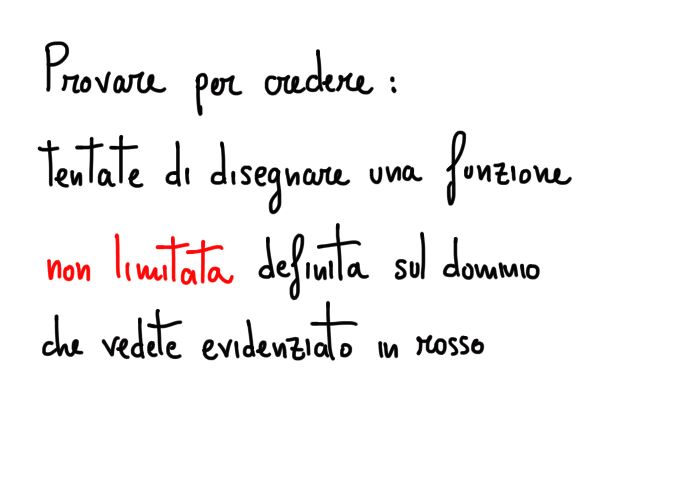 Provare per credere:
tentate di disegnare una funzione
non limitata definita sul dominio
che vedete evidenziato in rosso